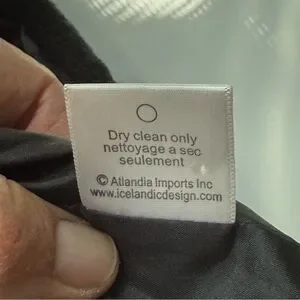 Dry clean only
nettoyage a sec
seulement
© Atlandia Imports Inc
www.icelandicdesign.com